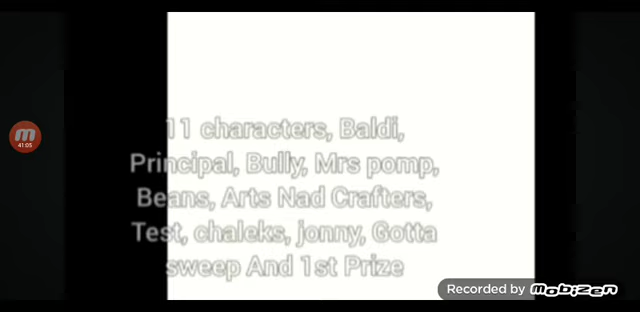 11 characters, Baldi,
Principal, Bully, Mrs pomp,
Beans, Arts Nad Crafters,
Test, chaleks, jonny, Gotta
sweep And 1st Prize
41:05
Recorded by Mobizen